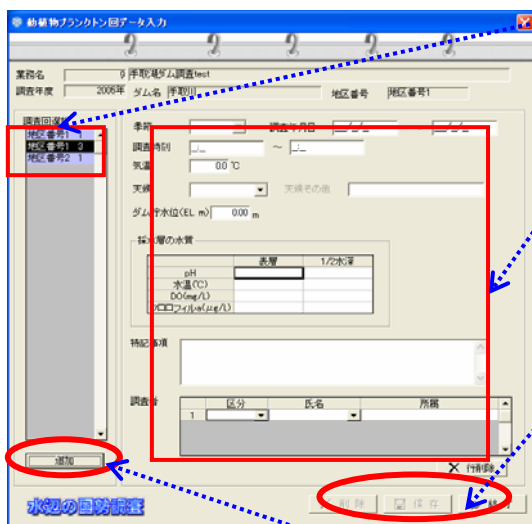 動植物プランクトン回データ入力
業務名 9 手取湖ダム調査test
調査年度 2005年 ダム名 手取川 地区番号 地区番号1
調査回選択
地区番号1 1
地区番号1 3
地区番号2 1
季節 調査年月日 __/_/_ __/_/_
調査時刻 _:_ ~ _:_
気温 0.0 ℃
天候 天候その他
ダム貯水位(EL m) 0.00 m
採水層の水質
表層 1/2水深
pH
水温(℃)
DO(mg/L)
クロロフィルa(μg/L)
特記事項
調査者 区分 氏名 所属
1
追加 X 行削除
水辺の国勢調査 削除 保存 終了